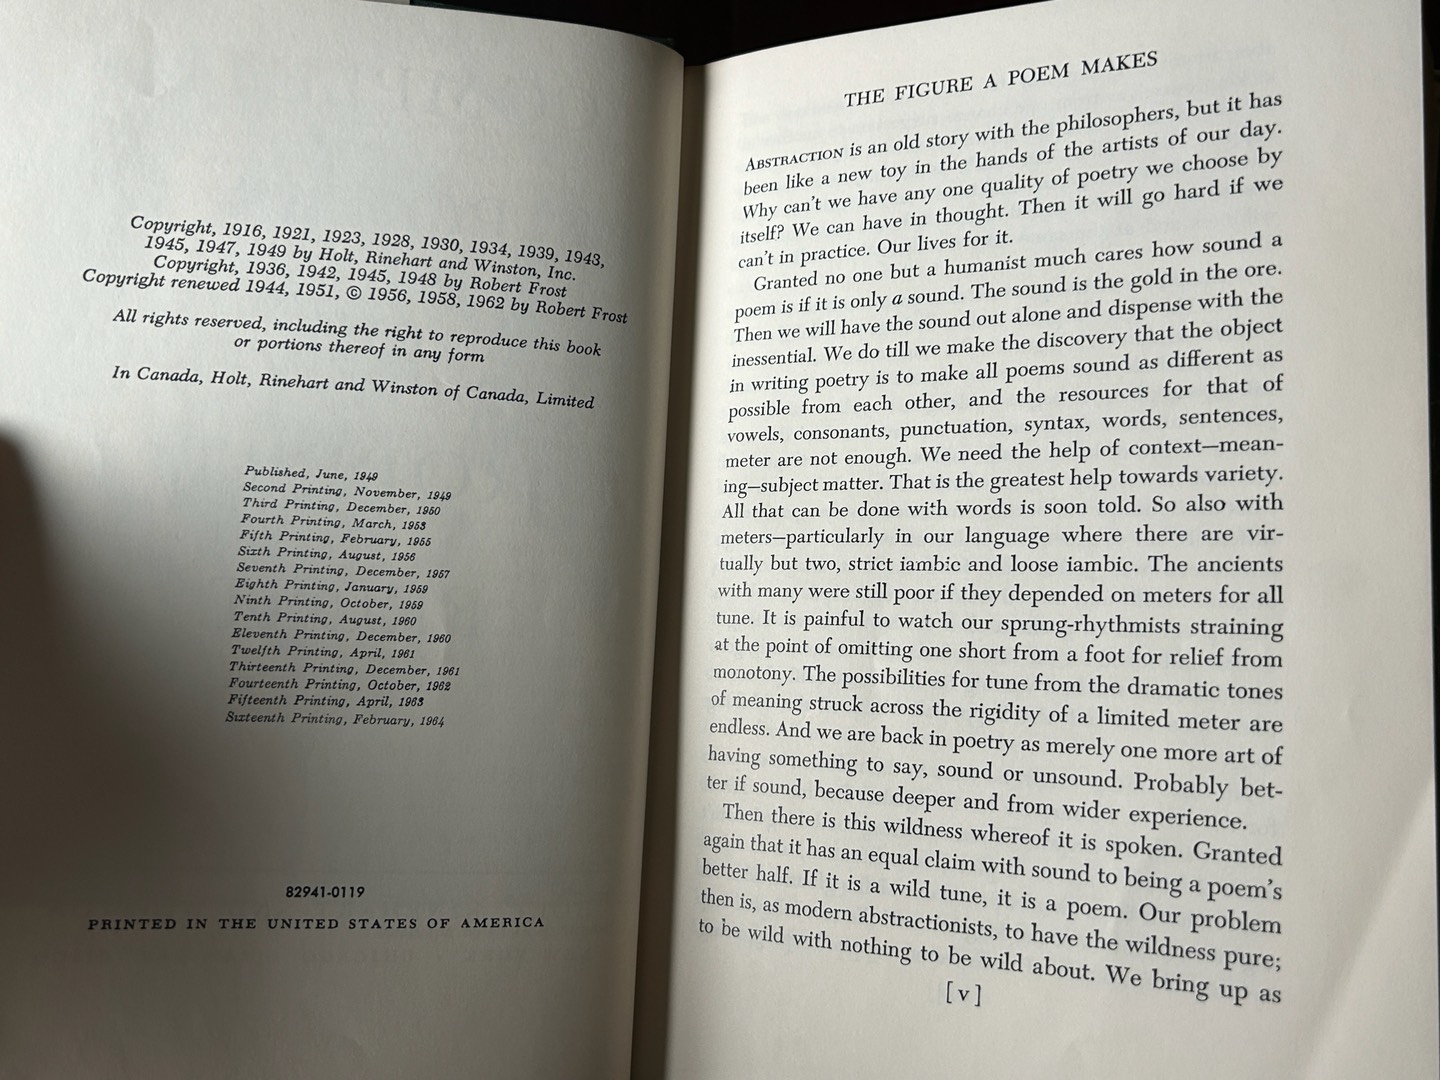 Copyright, 1916, 1921, 1923, 1928, 1930, 1934, 1939, 1943,
1945, 1947, 1949 by Holt, Rinehart and Winston, Inc.
Copyright, 1936, 1942, 1945, 1948 by Robert Frost
Copyright renewed 1944, 1951, © 1956, 1958, 1962 by Robert Frost
All rights reserved, including the right to reproduce this book
or portions thereof in any form
In Canada, Holt, Rinehart and Winston of Canada, Limited
Published, June, 1949
Second Printing, November, 1949
Third Printing, December, 1950
Fourth Printing, March, 1953
Fifth Printing, February, 1955
Sixth Printing, August, 1956
Seventh Printing, December, 1957
Eighth Printing, January, 1959
Ninth Printing, October, 1959
Tenth Printing, August, 1960
Eleventh Printing, December, 1960
Twelfth Printing, April, 1961
Thirteenth Printing, December, 1961
Fourteenth Printing, October, 1962
Fifteenth Printing, April, 1963
Sixteenth Printing, February, 1964
82941-0119
PRINTED IN THE UNITED STATES OF AMERICA
THE FIGURE A POEM MAKES
ABSTRACTION is an old story with the philosophers, but it has
been like a new toy in the hands of the artists of our day.
Why can't we have any one quality of poetry we choose by
itself? We can have in thought. Then it will go hard if we
can't in practice. Our lives for it.
Granted no one but a humanist much cares how sound a
poem is if it is only a sound. The sound is the gold in the ore.
Then we will have the sound out alone and dispense with the
inessential. We do till we make the discovery that the object
in writing poetry is to make all poems sound as different as
possible from each other, and the resources for that of
vowels, consonants, punctuation, syntax, words, sentences,
meter are not enough. We need the help of context—mean-
ing—subject matter. That is the greatest help towards variety.
All that can be done with words is soon told. So also with
meters—particularly in our language where there are vir-
tually but two, strict iambic and loose iambic. The ancients
with many were still poor if they depended on meters for all
tune. It is painful to watch our sprung-rhythmists straining
at the point of omitting one short from a foot for relief from
monotony. The possibilities for tune from the dramatic tones
of meaning struck across the rigidity of a limited meter are
endless. And we are back in poetry as merely one more art of
having something to say, sound or unsound. Probably bet-
ter if sound, because deeper and from wider experience.
Then there is this wildness whereof it is spoken. Granted
again that it has an equal claim with sound to being a poem's
better half. If it is a wild tune, it is a poem. Our problem
then is, as modern abstractionists, to have the wildness pure;
to be wild with nothing to be wild about. We bring up as
[ v ]